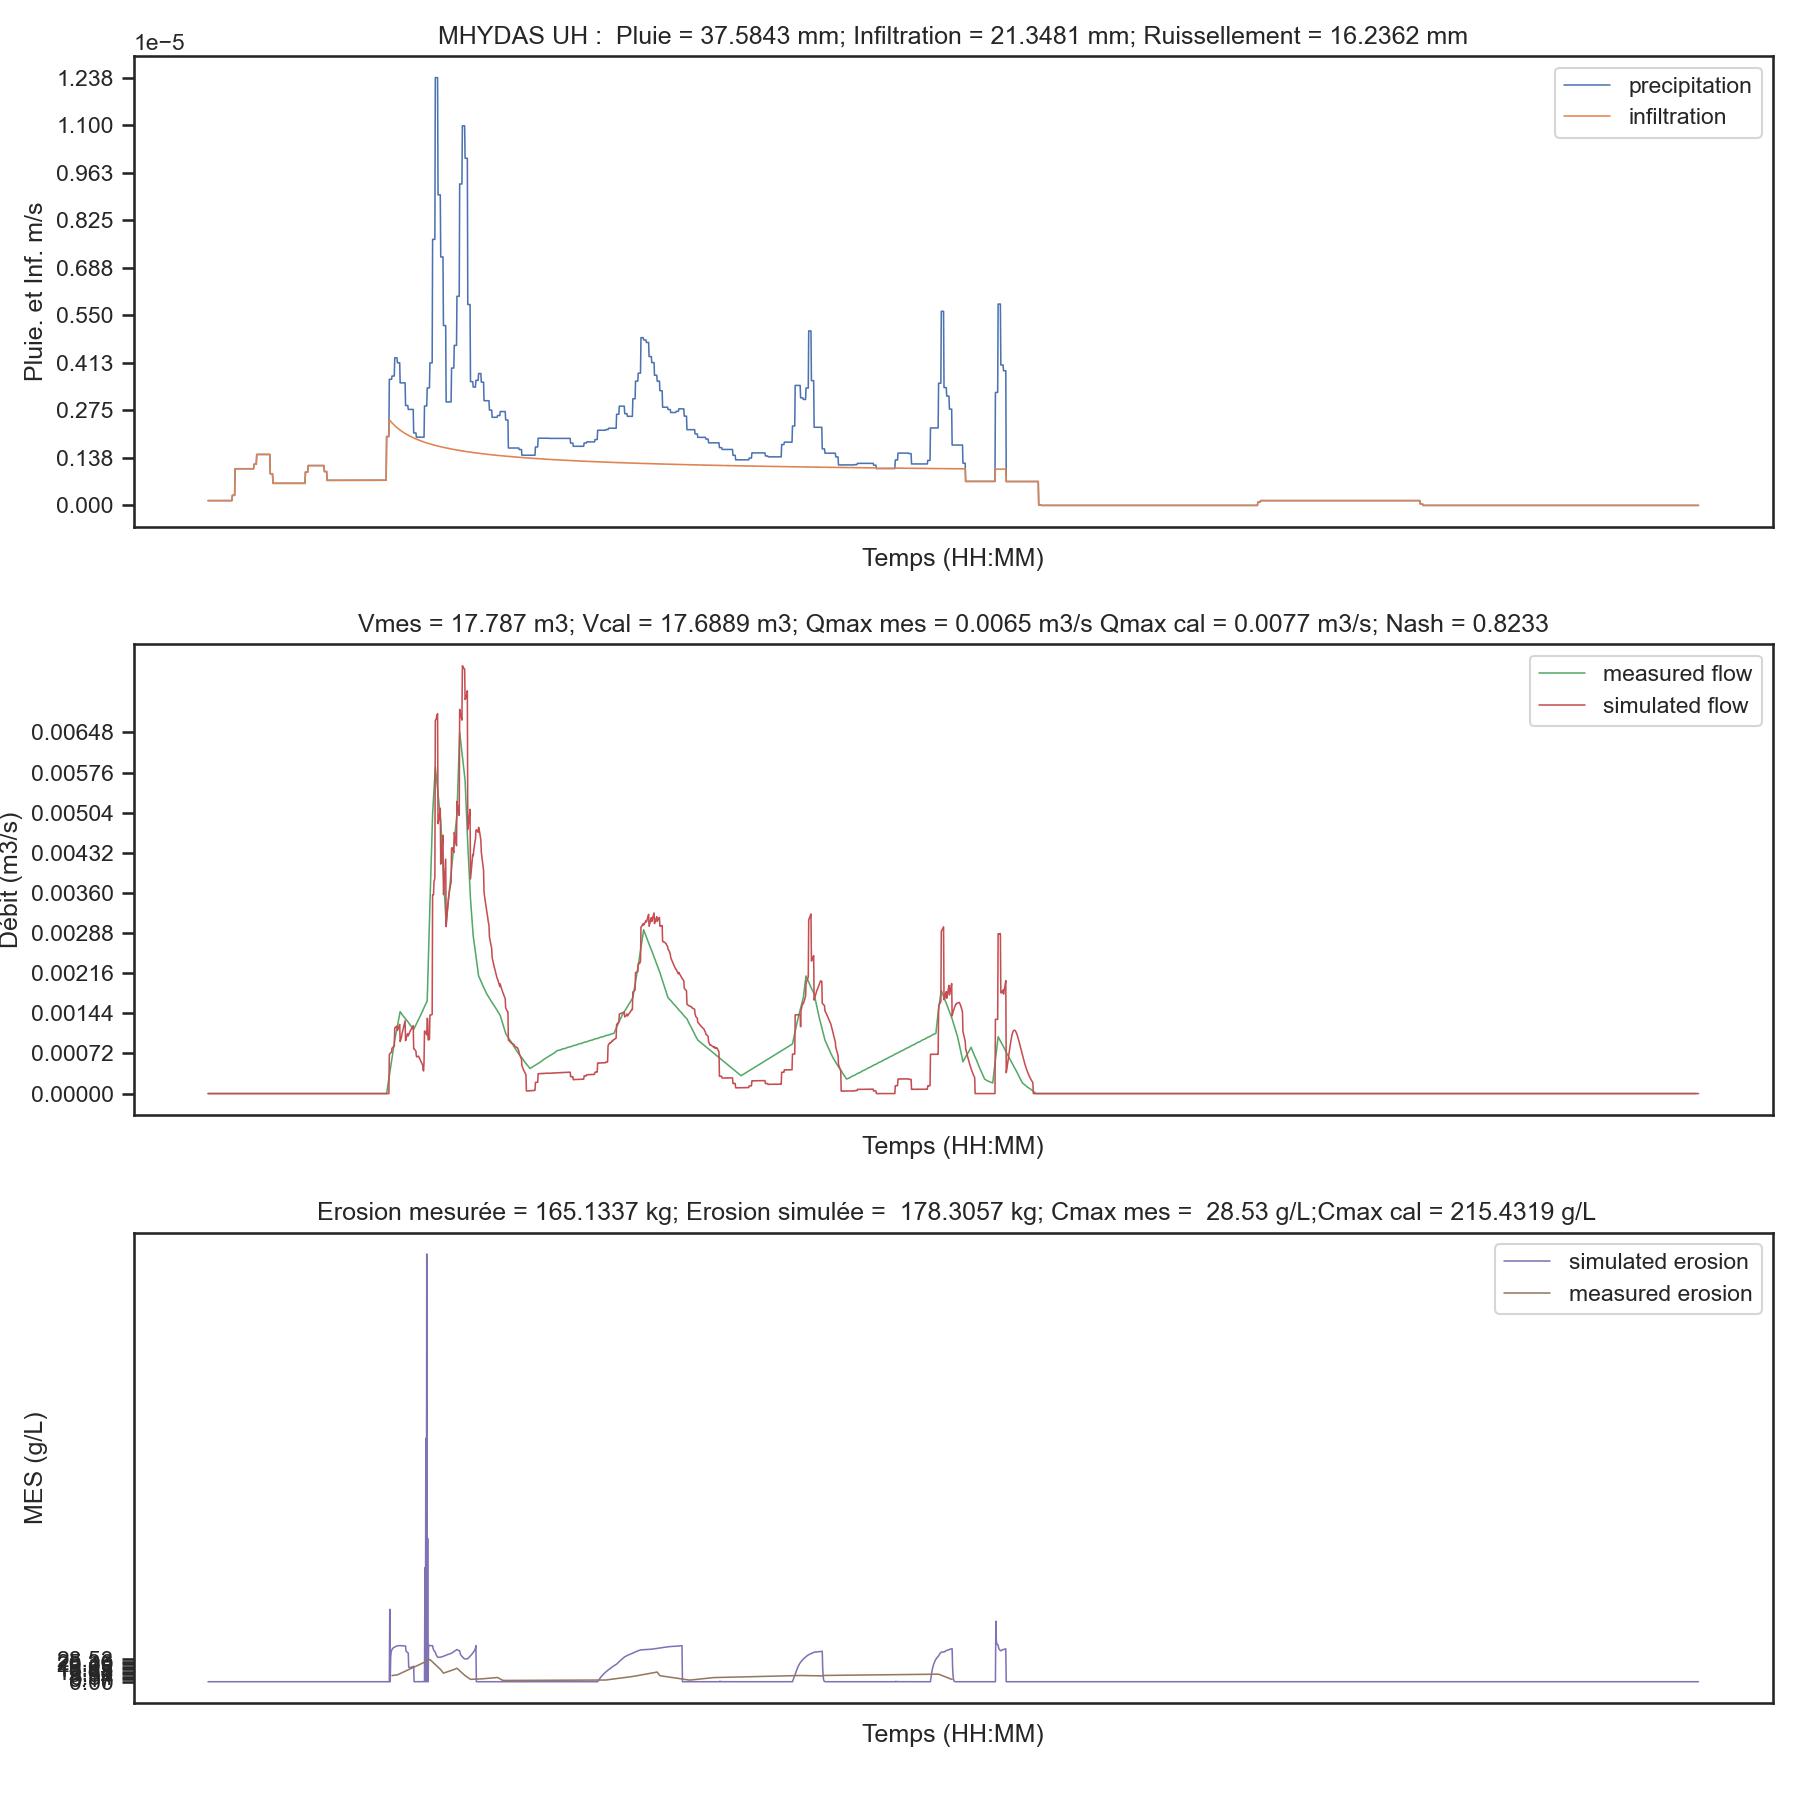 MHYDAS UH :  Pluie = 37.5843 mm; Infiltration = 21.3481 mm; Ruissellement = 16.2362 mm
1e−5
1.238
1.100
0.963
0.825
0.688
0.550
0.413
0.275
0.138
0.000
Pluie. et Inf. m/s
precipitation
infiltration
Temps (HH:MM)
Vmes = 17.787 m3; Vcal = 17.6889 m3; Qmax mes = 0.0065 m3/s Qmax cal = 0.0077 m3/s; Nash = 0.8233
0.00648
0.00576
0.00504
0.00432
0.00360
0.00288
0.00216
0.00144
0.00072
0.00000
Débit (m3/s)
measured flow
simulated flow
Temps (HH:MM)
Erosion mesurée = 165.1337 kg; Erosion simulée =  178.3057 kg; Cmax mes =  28.53 g/L;Cmax cal = 215.4319 g/L
MES (g/L)
simulated erosion
measured erosion
Temps (HH:MM)